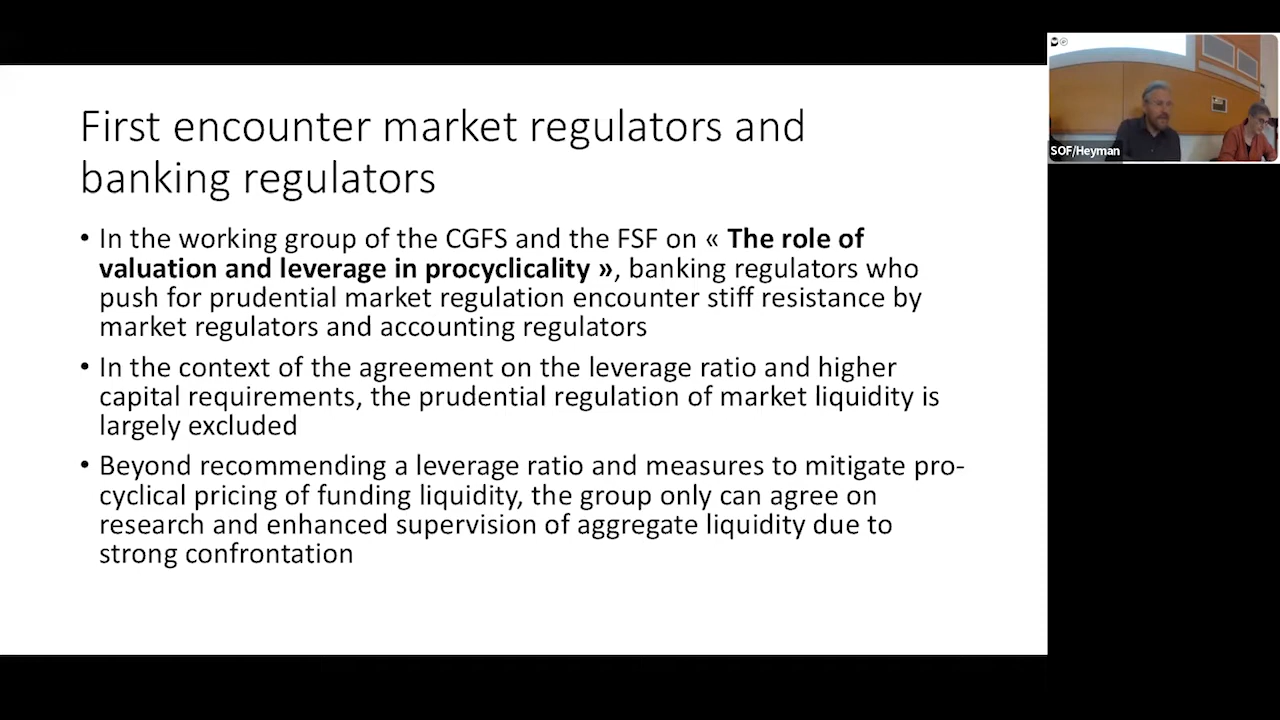 First encounter market regulators and
banking regulators
• In the working group of the CGFS and the FSF on « The role of
valuation and leverage in procyclicality », banking regulators who
push for prudential market regulation encounter stiff resistance by
market regulators and accounting regulators
• In the context of the agreement on the leverage ratio and higher
capital requirements, the prudential regulation of market liquidity is
largely excluded
• Beyond recommending a leverage ratio and measures to mitigate pro-
cyclical pricing of funding liquidity, the group only can agree on
research and enhanced supervision of aggregate liquidity due to
strong confrontation
SOF/Heyman